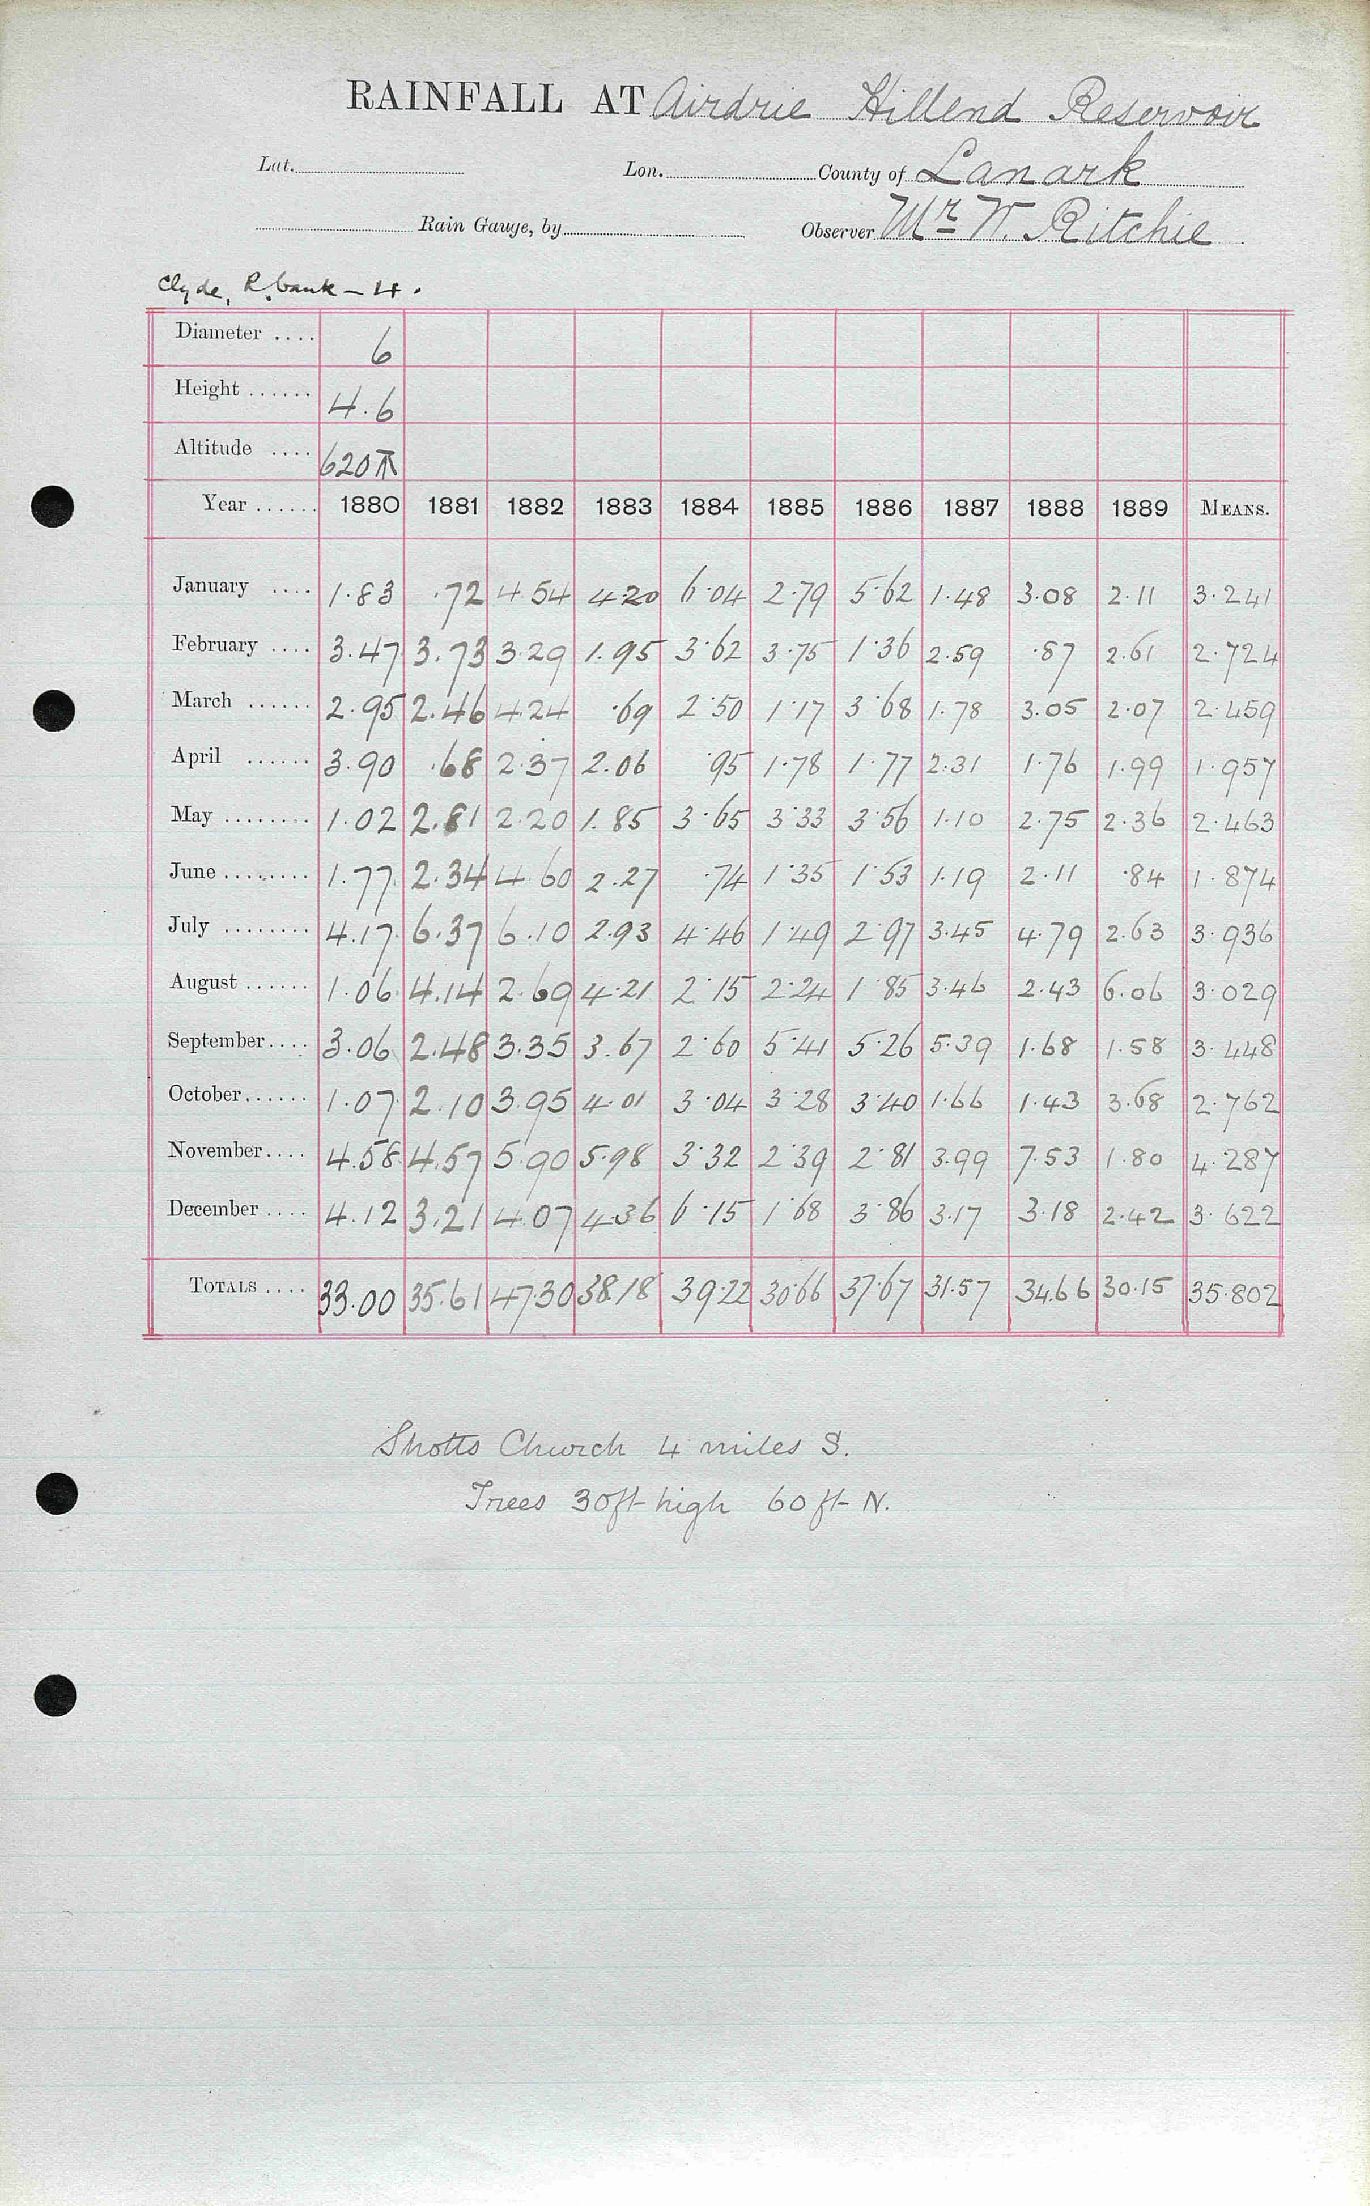 RAINFALL AT Airdrie Hillend Reservoir
Lat. Lon. County of Lanark
Rain Gauge, by Observer Mr W. Ritchie
Clyde, R. bank - 4.
Diameter .... 6
Height ...... 4.6
Altitude .... 620 ft
Year ...... 1880 1881 1882 1883 1884 1885 1886 1887 1888 1889 MEANS.
January .... 1.83 .72 4.54 4.20 6.04 2.79 5.62 1.48 3.08 2.11 3.241
February .... 3.47 3.73 3.29 1.95 3.62 3.75 1.36 2.59 .87 2.61 2.724
March ...... 2.95 2.46 4.24 .69 2.50 1.17 3.68 1.78 3.05 2.07 2.459
April ...... 3.90 .68 2.37 2.06 .95 1.78 1.77 2.31 1.76 1.99 1.957
May ........ 1.02 2.81 2.20 1.85 3.65 3.33 3.56 1.10 2.75 2.36 2.463
June ........ 1.77 2.34 4.60 2.27 .74 1.35 1.53 1.19 2.11 .84 1.874
July ........ 4.17 6.37 6.10 2.93 4.46 1.49 2.97 3.45 4.79 2.63 3.936
August ...... 1.06 4.14 2.69 4.21 2.15 2.24 1.85 3.46 2.43 6.06 3.029
September.... 3.06 2.48 3.35 3.67 2.60 5.41 5.26 5.39 1.68 1.58 3.448
October...... 1.07 2.10 3.95 4.01 3.04 3.28 3.40 1.66 1.43 3.68 2.762
November.... 4.58 4.57 5.90 5.98 3.32 2.39 2.81 3.99 7.53 1.80 4.287
December .... 4.12 3.21 4.07 4.36 6.15 1.68 3.86 3.17 3.18 2.42 3.622
TOTALS .... 33.00 35.61 47.30 38.18 39.22 30.66 37.67 31.57 34.66 30.15 35.802
Shotts Church 4 miles S.
Trees 30ft high 60 ft N.